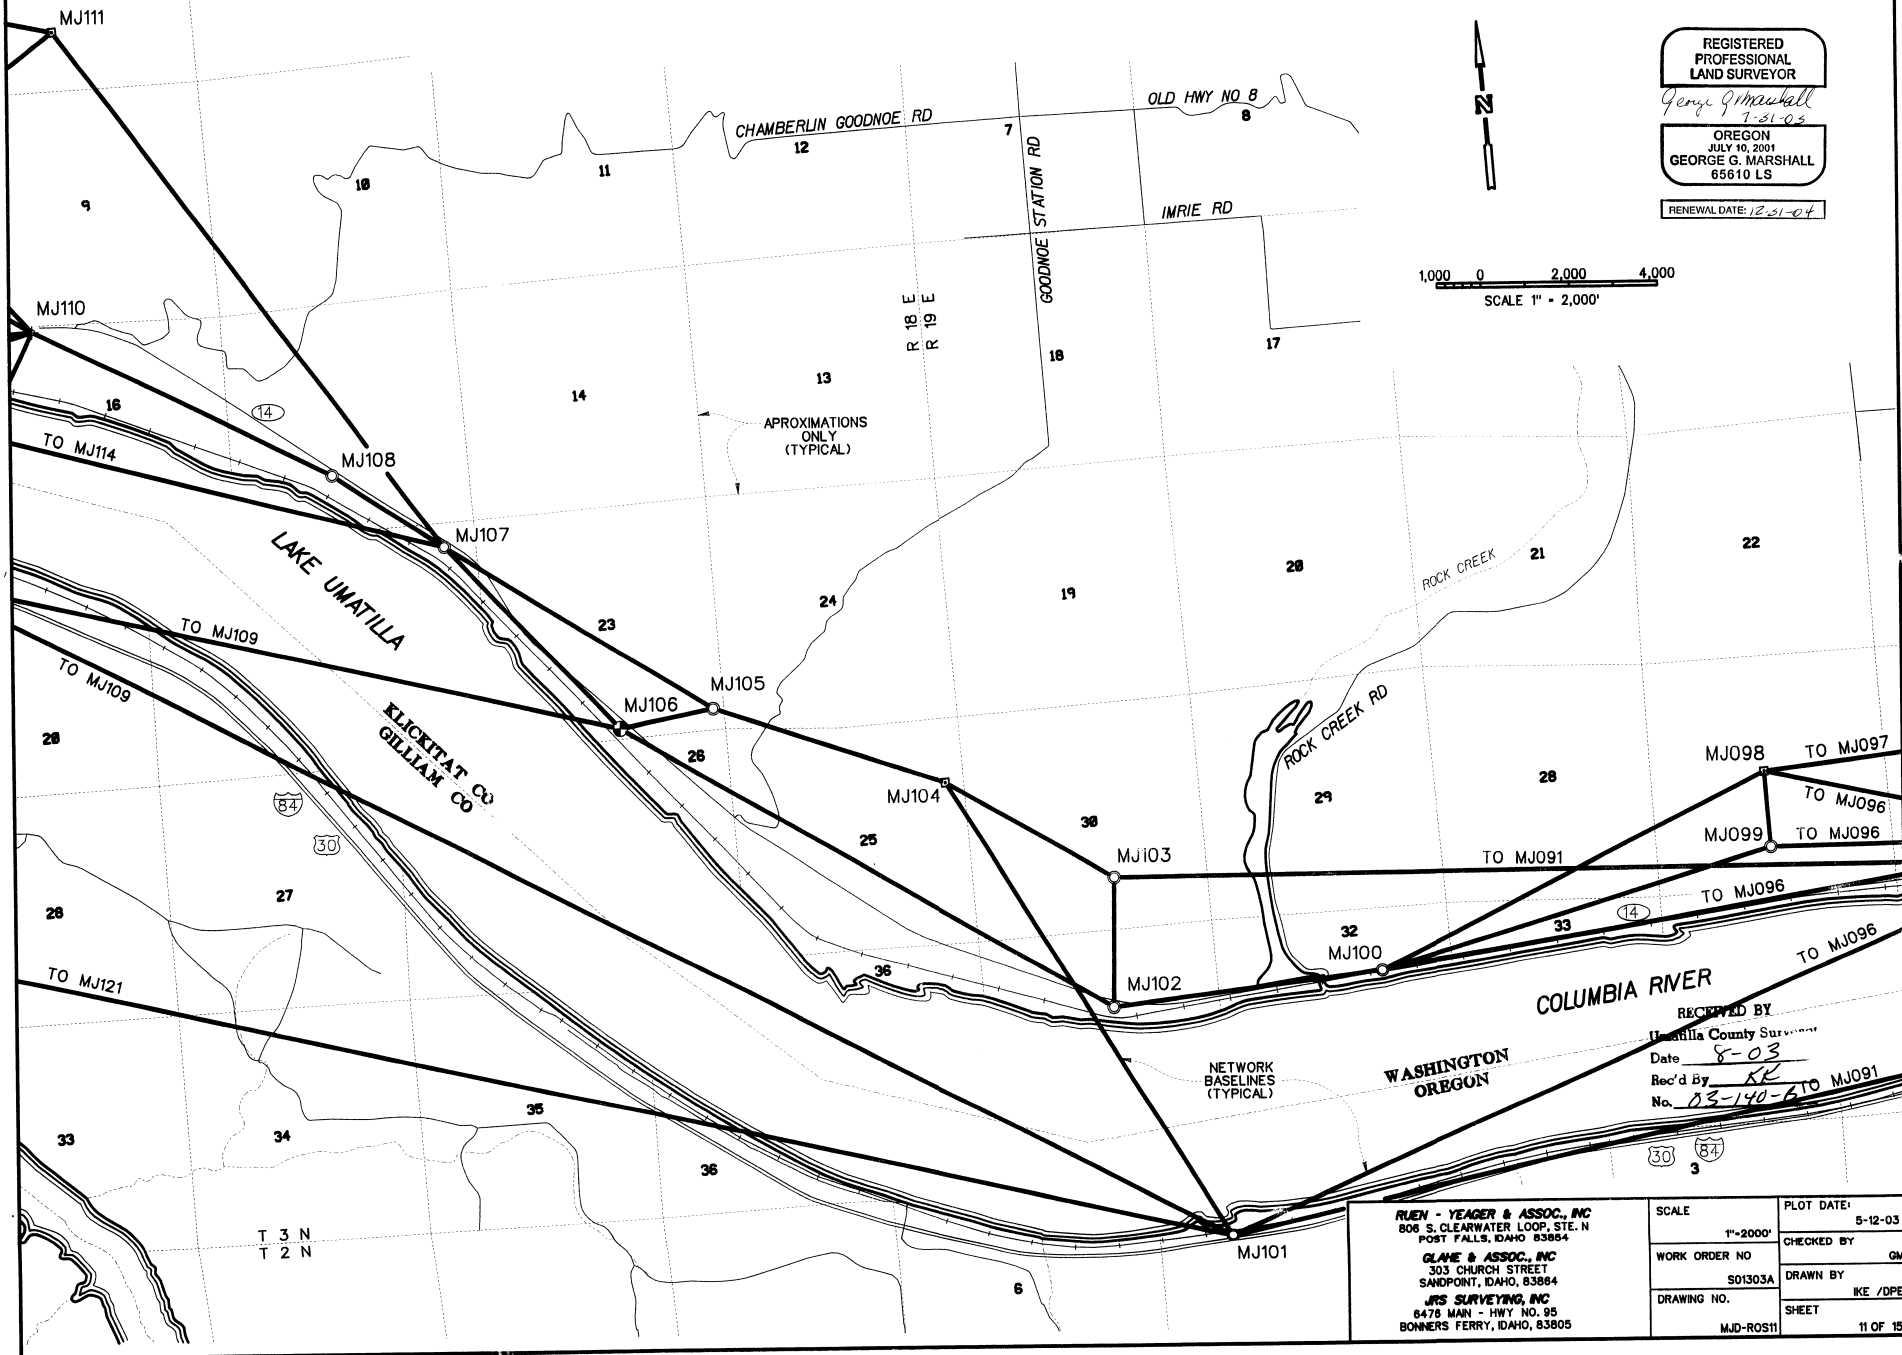 MJ111
REGISTERED
PROFESSIONAL
LAND SURVEYOR
George G Marshall
7-31-03
OREGON
JULY 10, 2001
GEORGE G. MARSHALL
65610 LS
RENEWAL DATE: 12-31-04
N
OLD HWY NO 8
8
CHAMBERLIN GOODNOE RD
7
12
11
10
9
GOODNOE STATION RD
IMRIE RD
1,000 0 2,000 4,000
SCALE 1" = 2,000'
R 18 E
R 19 E
MJ110
18
17
13
14
16
14
APROXIMATIONS
ONLY
(TYPICAL)
TO MJ114
MJ108
MJ107
LAKE UMATILLA
ROCK CREEK
21
22
20
19
24
23
TO MJ109
TO MJ109
MJ105
MJ106
26
KLICKITAT CO
GILLIAM CO
ROCK CREEK RD
28
84
30
MJ104
25
30
29
28
MJ098
TO MJ097
TO MJ096
MJ099
TO MJ096
MJ103
TO MJ091
TO MJ096
14
27
28
32
33
MJ100
TO MJ096
TO MJ121
36
MJ102
COLUMBIA RIVER
RECEIVED BY
Umatilla County Surveyor
Date 8-03
Rec'd By KK
No. 03-140-B
TO MJ091
WASHINGTON
OREGON
NETWORK
BASELINES
(TYPICAL)
35
34
33
36
30
84
3
T 3 N
T 2 N
MJ101
6
RUEN - YEAGER & ASSOC., INC
806 S. CLEARWATER LOOP, STE. N
POST FALLS, IDAHO 83854
GLAHE & ASSOC., INC
303 CHURCH STREET
SANDPOINT, IDAHO, 83864
JRS SURVEYING, INC
6476 MAIN - HWY NO. 95
BONNERS FERRY, IDAHO, 83805
SCALE
1"=2000'
WORK ORDER NO
S01303A
DRAWING NO.
MJD-ROS11
PLOT DATE:
5-12-03
CHECKED BY
GM
DRAWN BY
IKE /DPE
SHEET
11 OF 15